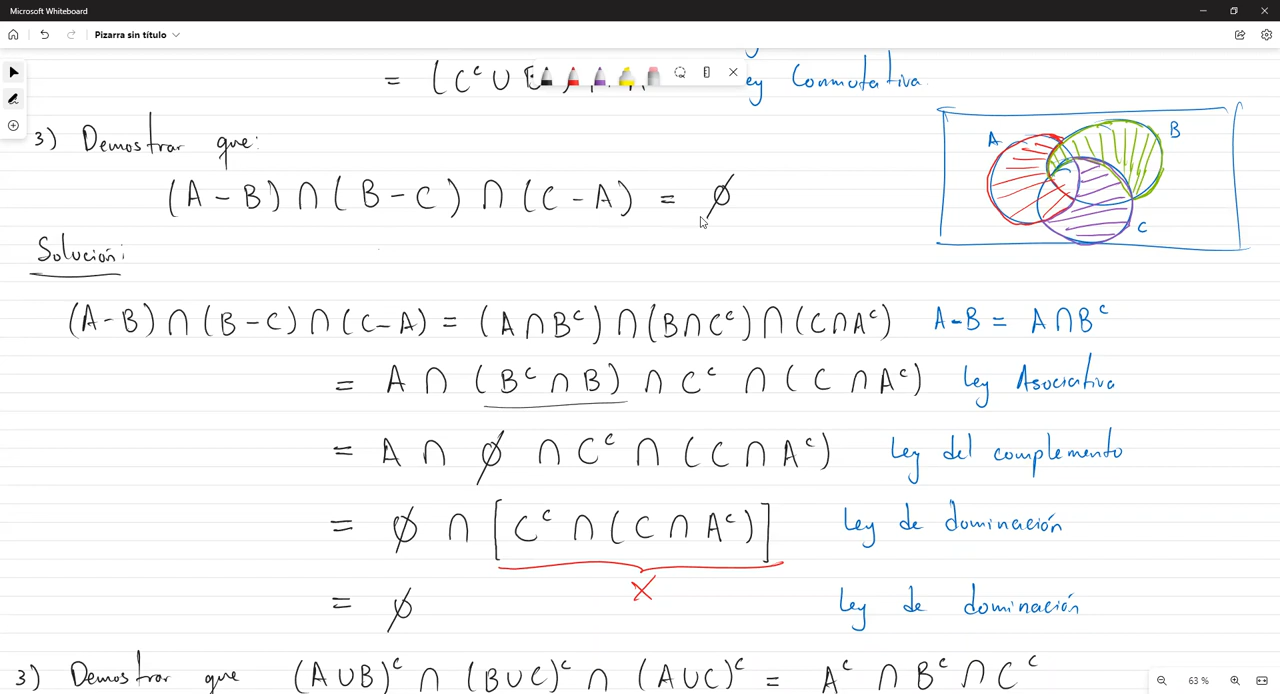 Microsoft Whiteboard
Pizarra sin título
= (Cᶜ ∪ ey Conmutativa.
3) Demostrar que:
(A - B) ∩ (B - C) ∩ (C - A) = ∅
A B C
Solución:
(A - B) ∩ (B - C) ∩ (C - A) = (A ∩ Bᶜ) ∩ (B ∩ Cᶜ) ∩ (C ∩ Aᶜ) A - B = A ∩ Bᶜ
= A ∩ (Bᶜ ∩ B) ∩ Cᶜ ∩ (C ∩ Aᶜ) Ley Asociativa
= A ∩ ∅ ∩ Cᶜ ∩ (C ∩ Aᶜ) Ley del complemento
= ∅ ∩ [Cᶜ ∩ (C ∩ Aᶜ)] Ley de dominación
X
= ∅ Ley de dominación
3) Demostrar que (A ∪ B)ᶜ ∩ (B ∪ C)ᶜ ∩ (A ∪ C)ᶜ = Aᶜ ∩ Bᶜ ∩ Cᶜ
63 %